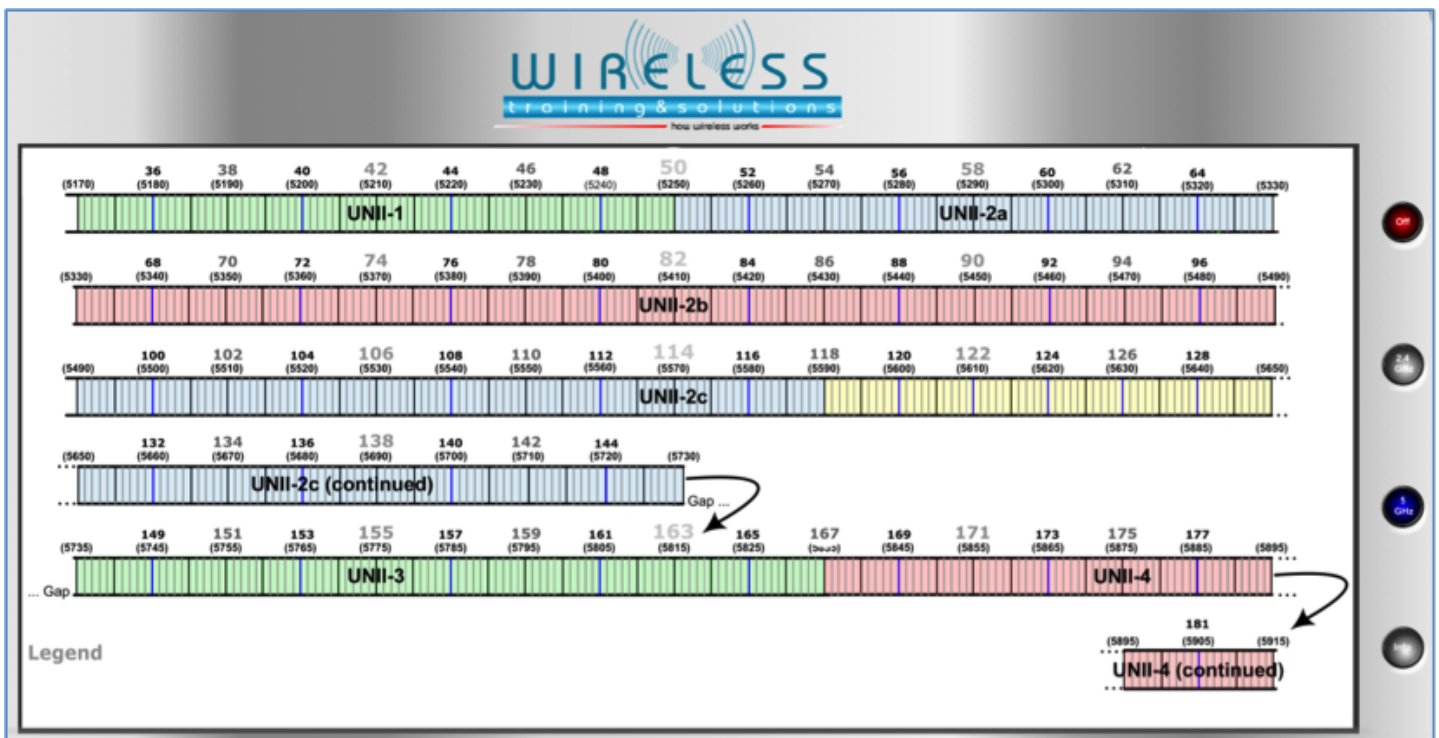 WIRELESS
training&solutions
how wireless works
36 38 40 42 44 46 48 50 52 54 56 58 60 62 64
(5170) (5180) (5190) (5200) (5210) (5220) (5230) (5240) (5250) (5260) (5270) (5280) (5290) (5300) (5310) (5320) (5330)
UNII-1 UNII-2a
Off
68 70 72 74 76 78 80 82 84 86 88 90 92 94 96
(5330) (5340) (5350) (5360) (5370) (5380) (5390) (5400) (5410) (5420) (5430) (5440) (5450) (5460) (5470) (5480) (5490)
UNII-2b
100 102 104 106 108 110 112 114 116 118 120 122 124 126 128
(5490) (5500) (5510) (5520) (5530) (5540) (5550) (5560) (5570) (5580) (5590) (5600) (5610) (5620) (5630) (5640) (5650)
2.4
GHz
UNII-2c
132 134 136 138 140 142 144
(5650) (5660) (5670) (5680) (5690) (5700) (5710) (5720) (5730)
UNII-2c (continued)
Gap ...
5
GHz
149 151 153 155 157 159 161 163 165 167 169 171 173 175 177
(5735) (5745) (5755) (5765) (5775) (5785) (5795) (5805) (5815) (5825) (5845) (5855) (5865) (5875) (5885) (5895)
UNII-3 UNII-4
... Gap
181
(5895) (5905) (5915)
Legend
UNII-4 (continued)